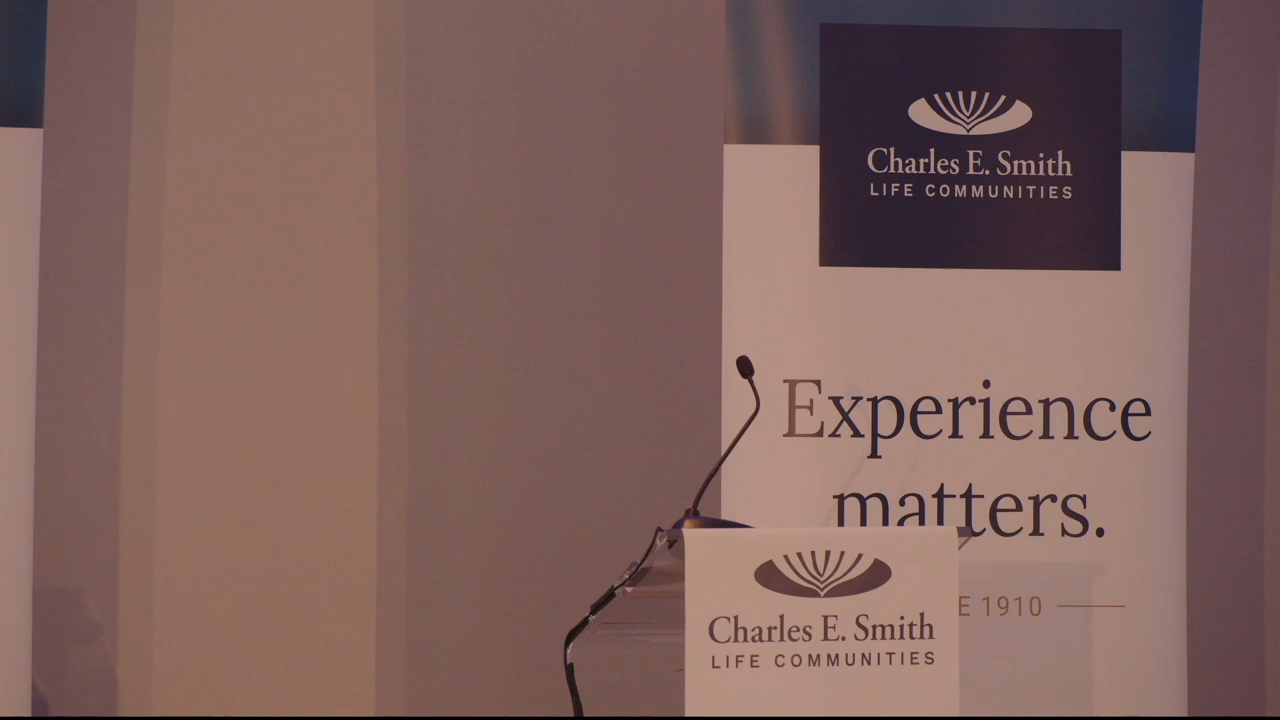 Charles E. Smith
LIFE COMMUNITIES
Experience
matters.
E 1910
Charles E. Smith
LIFE COMMUNITIES